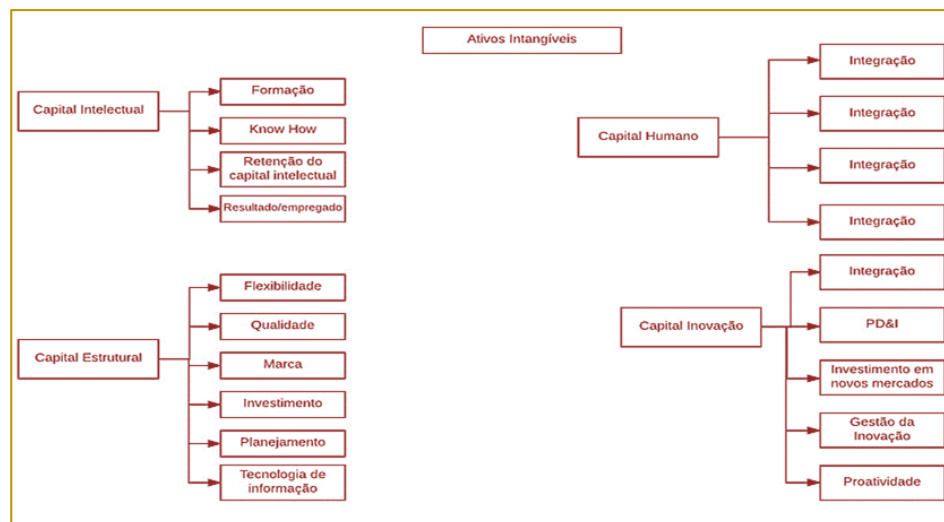 Ativos Intangíveis
Capital Intelectual
Formação
Know How
Retenção do
capital intelectual
Resultado/empregado
Capital Humano
Integração
Integração
Integração
Integração
Capital Estrutural
Flexibilidade
Qualidade
Marca
Investimento
Planejamento
Tecnologia de
informação
Capital Inovação
Integração
PD&I
Investimento em
novos mercados
Gestão da
Inovação
Proatividade